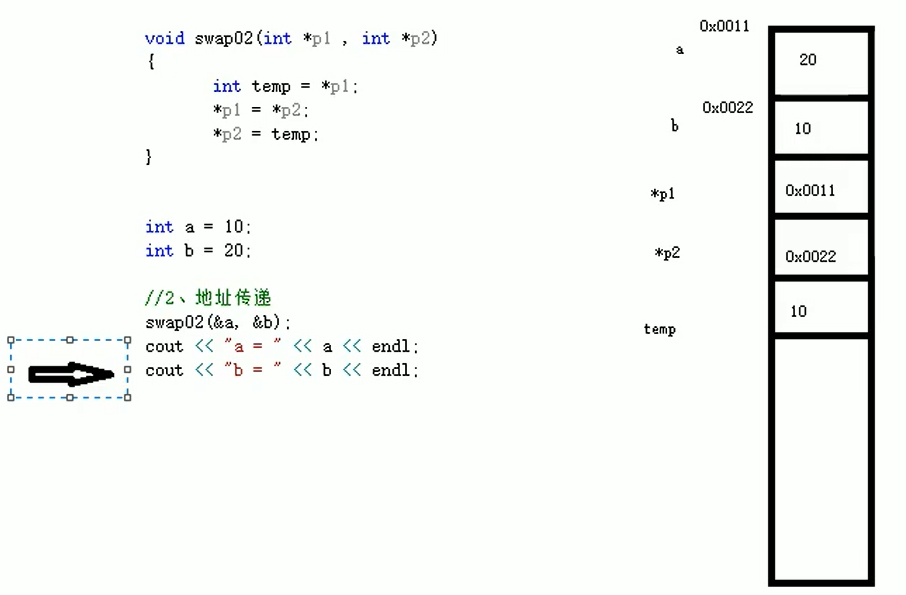 void swap02(int *p1 , int *p2)
{
int temp = *p1;
*p1 = *p2;
*p2 = temp;
}
int a = 10;
int b = 20;
//2、地址传递
swap02(&a, &b);
cout << "a = " << a << endl;
cout << "b = " << b << endl;
0x0011
a
20
0x0022
b
10
*p1
0x0011
*p2
0x0022
temp
10